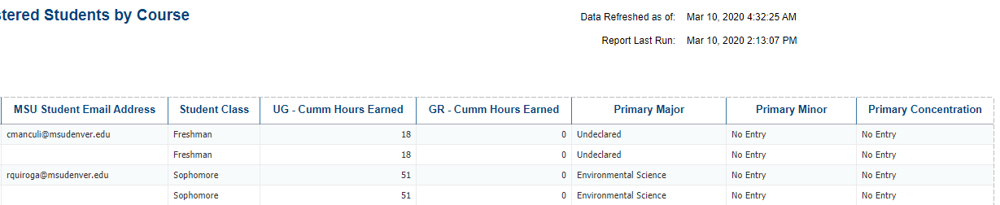 stered Students by Course
Data Refreshed as of: Mar 10, 2020 4:32:25 AM
Report Last Run: Mar 10, 2020 2:13:07 PM
MSU Student Email Address Student Class UG - Cumm Hours Earned GR - Cumm Hours Earned Primary Major Primary Minor Primary Concentration
cmanculi@msudenver.edu Freshman 18 0 Undeclared No Entry No Entry
Freshman 18 0 Undeclared No Entry No Entry
rquiroga@msudenver.edu Sophomore 51 0 Environmental Science No Entry No Entry
Sophomore 51 0 Environmental Science No Entry No Entry